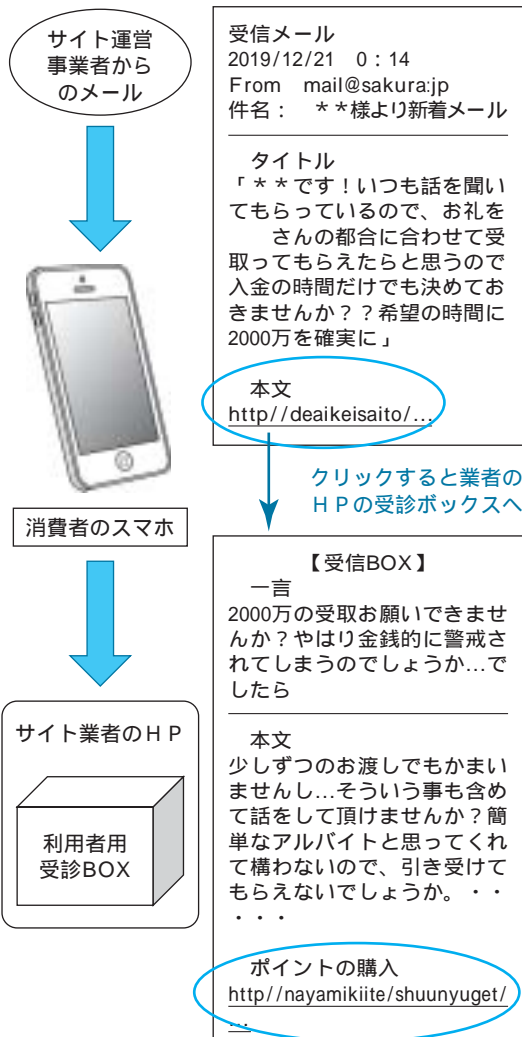 サイト運営
事業者から
のメール
消費者のスマホ
サイト業者のＨＰ
利用者用
受診BOX
受信メール
2019/12/21　0：14
From　mail@sakura.jp
件名：　＊＊様より新着メール
タイトル
「＊＊です！いつも話を聞い
てもらっているので、お礼を
さんの都合に合わせて受
取ってもらえたらと思うので
入金の時間だけでも決めてお
きませんか？？希望の時間に
2000万を確実に」
本文
http//deaikeisaito/…
クリックすると業者の
ＨＰの受診ボックスへ
【受信BOX】
一言
2000万の受取お願いできませ
んか？やはり金銭的に警戒さ
れてしまうのでしょうか…で
したら
本文
少しずつのお渡しでもかまい
ませんし…そういう事も含め
て話をして頂けませんか？簡
単なアルバイトと思ってくれ
て構わないので、引き受けて
もらえないでしょうか。・・
・・・
ポイントの購入
http//nayamikiite/shuunyuget/
…